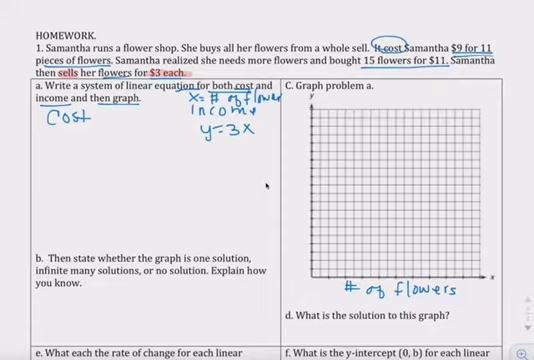 HOMEWORK.
1. Samantha runs a flower shop. She buys all her flowers from a whole sell. It cost Samantha $9 for 11
pieces of flowers. Samantha realized she needs more flowers and bought 15 flowers for $11. Samantha
then sells her flowers for $3 each.
a. Write a system of linear equation for both cost and
income and then graph.
x= # of flower
Cost
income
y=3x
b. Then state whether the graph is one solution,
infinite many solutions, or no solution. Explain how
you know.
C. Graph problem a.
y
x
# of flowers
d. What is the solution to this graph?
e. What each the rate of change for each linear
f. What is the y-intercept (0, b) for each linear